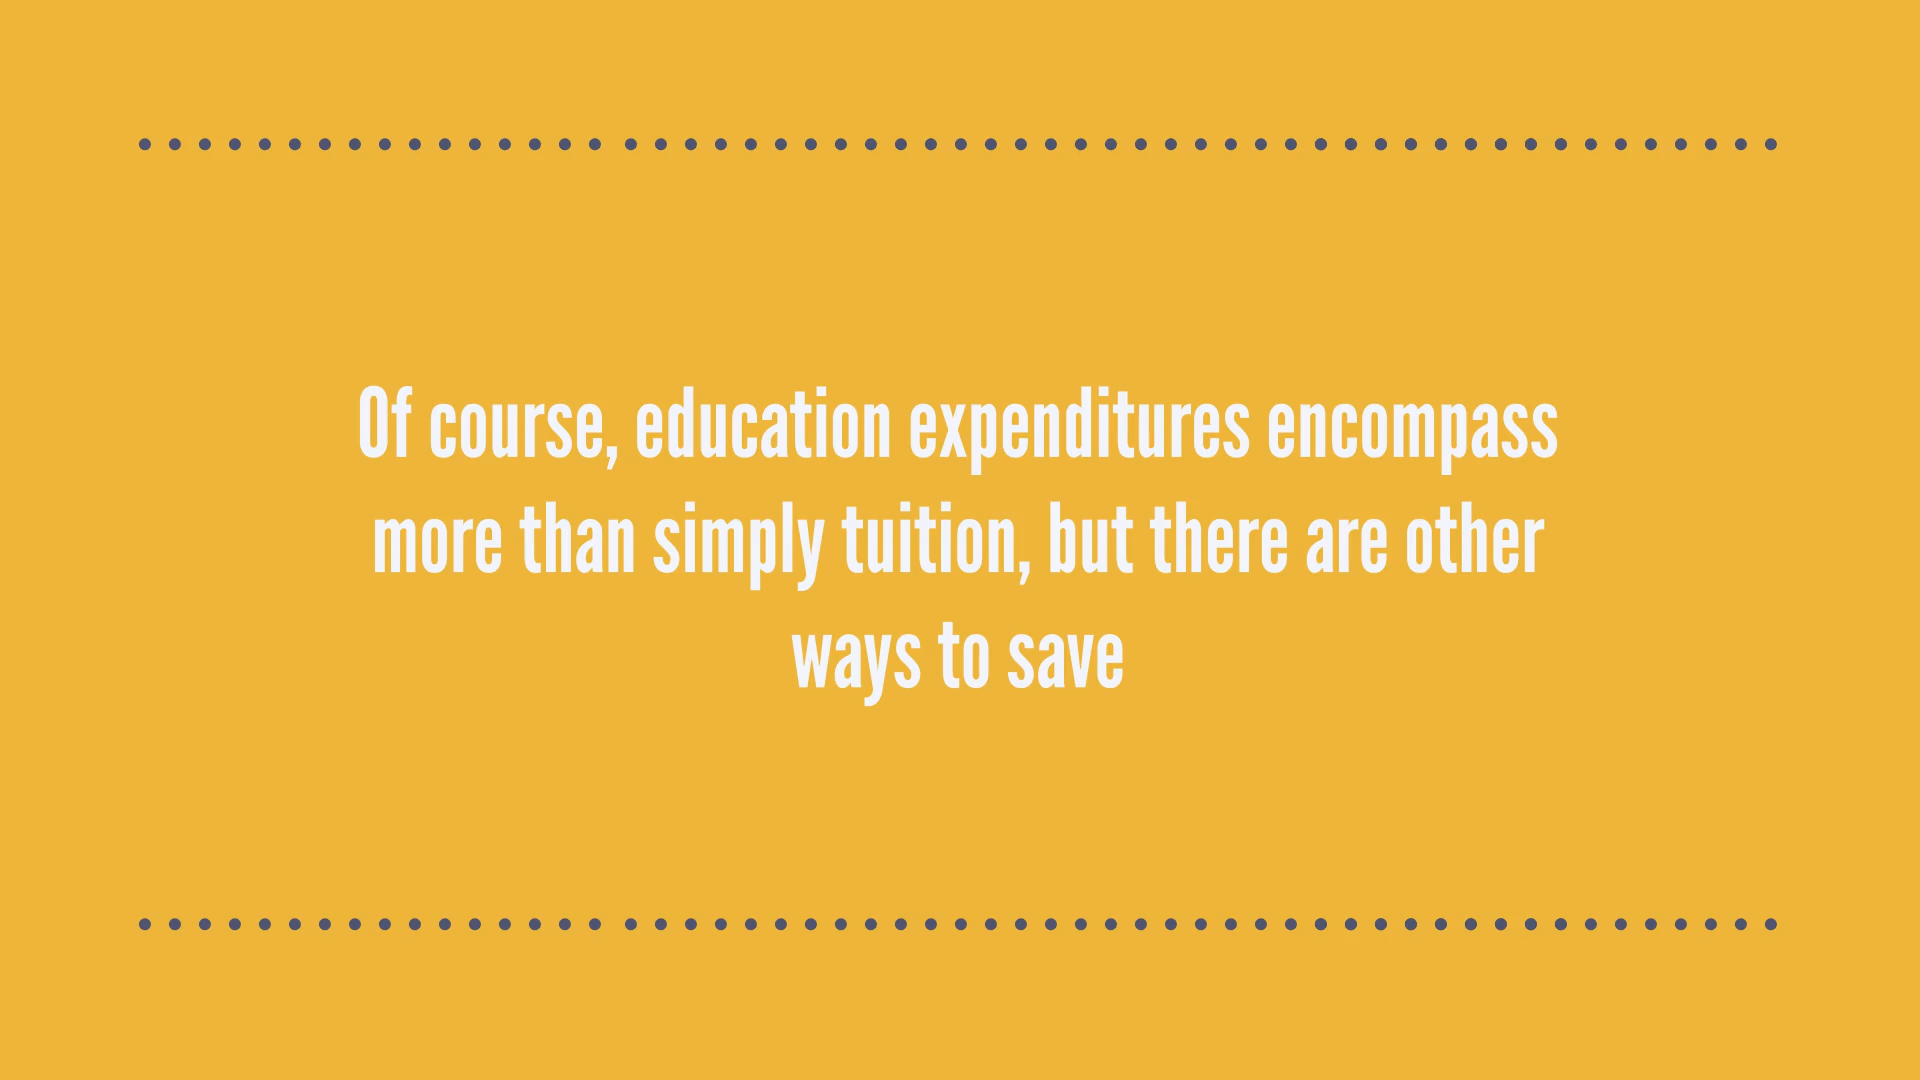 Of course, education expenditures encompass
more than simply tuition, but there are other
ways to save